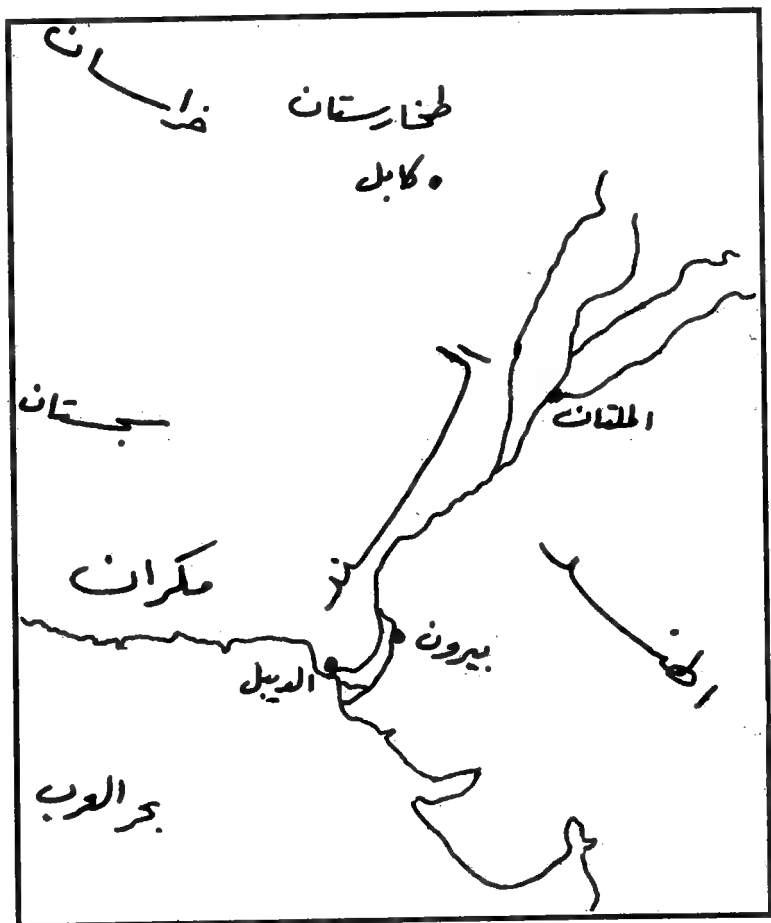 خراسان
طخارستان
كابل
الملتان
سجستان
السند
مكران
الهند
بيرون
الديبل
بحر العرب